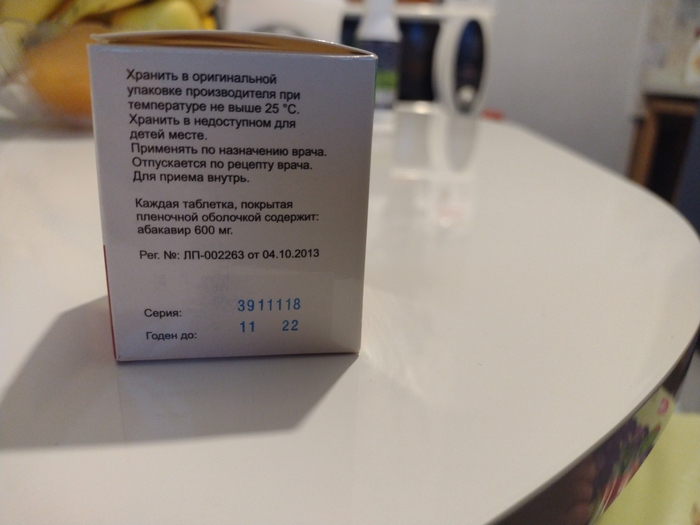 Хранить в оригинальной
упаковке производителя при
температуре не выше 25 °С.
Хранить в недоступном для
детей месте.
Применять по назначению врача.
Отпускается по рецепту врача.
Для приема внутрь.
Каждая таблетка, покрытая
пленочной оболочкой содержит:
абакавир 600 мг.
Рег. №: ЛП-002263 от 04.10.2013
Серия: 3911118
Годен до: 11 22